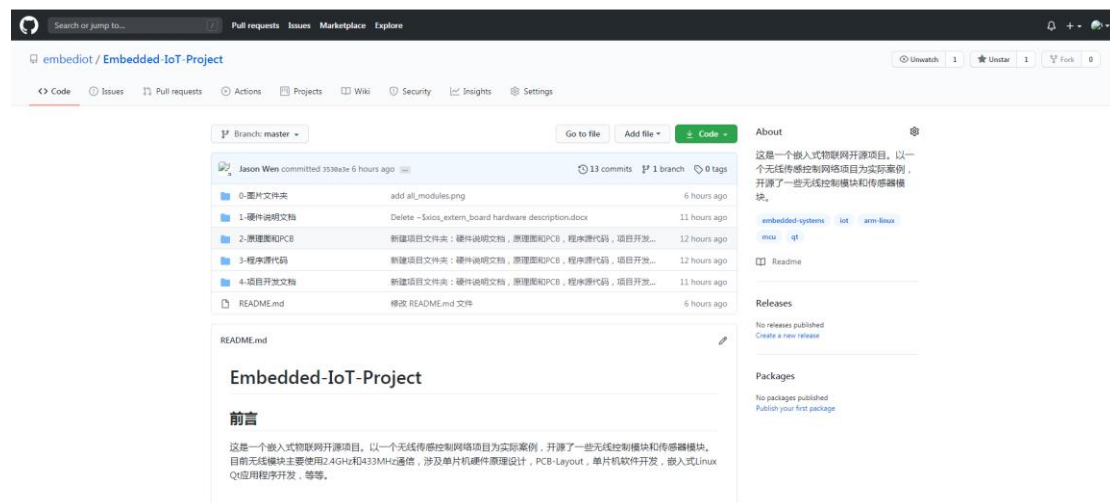 Search or jump to... / Pull requests Issues Marketplace Explore
embediot / Embedded-IoT-Project
Unwatch 1 Unstar 1 Fork 0
Code Issues Pull requests Actions Projects Wiki Security Insights Settings
Branch: master Go to file Add file Code
Jason Wen committed 3530a3e 6 hours ago 13 commits 1 branch 0 tags
0-图片文件夹 add all_modules.png 6 hours ago
1-硬件说明文档 Delete ~$xios_extern_board hardware description.docx 11 hours ago
2-原理图和PCB 新建项目文件夹:硬件说明文档,原理图和PCB,程序源代码,项目开发... 12 hours ago
3-程序源代码 新建项目文件夹:硬件说明文档,原理图和PCB,程序源代码,项目开发... 12 hours ago
4-项目开发文档 新建项目文件夹:硬件说明文档,原理图和PCB,程序源代码,项目开发... 11 hours ago
README.md 修改 README.md 文件 6 hours ago
README.md
Embedded-IoT-Project
前言
这是一个嵌入式物联网开源项目。以一个无线传感控制网络项目为实际案例,开源了一些无线控制模块和传感器模块。
目前无线模块主要使用2.4GHz和433MHz通信,涉及单片机硬件原理设计,PCB-Layout,单片机软件开发,嵌入式Linux
Qt应用程序开发,等等。
About
这是一个嵌入式物联网开源项目。以一
个无线传感控制网络项目为实际案例,
开源了一些无线控制模块和传感器模
块。
embedded-systems iot arm-linux
mcu qt
Readme
Releases
No releases published
Create a new release
Packages
No packages published
Publish your first package